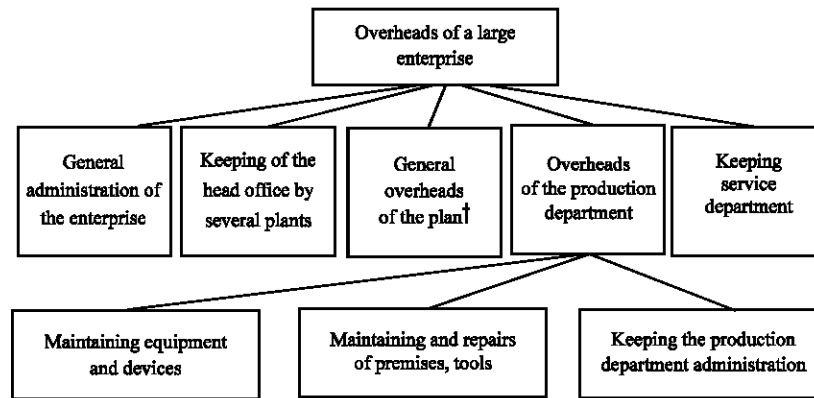 Overheads of a large
enterprise
General
administration of
the enterprise
Keeping of the
head office by
several plants
General
overheads
of the plan†
Overheads
of the production
department
Keeping
service
department
Maintaining equipment
and devices
Maintaining and repairs
of premises, tools
Keeping the production
department administration